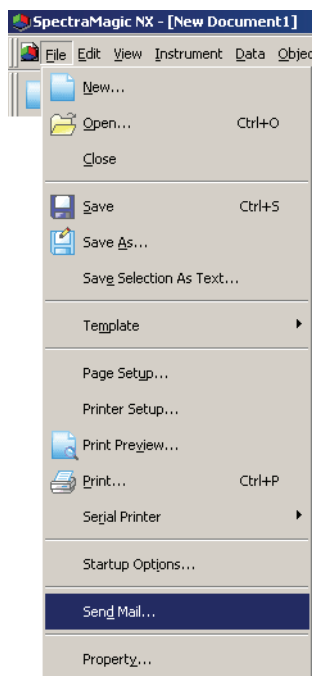 SpectraMagic NX - [New Document1]
File Edit View Instrument Data Objec
New...
Open... Ctrl+O
Close
Save Ctrl+S
Save As...
Save Selection As Text...
Template
Page Setup...
Printer Setup...
Print Preview...
Print... Ctrl+P
Serial Printer
Startup Options...
Send Mail...
Property...